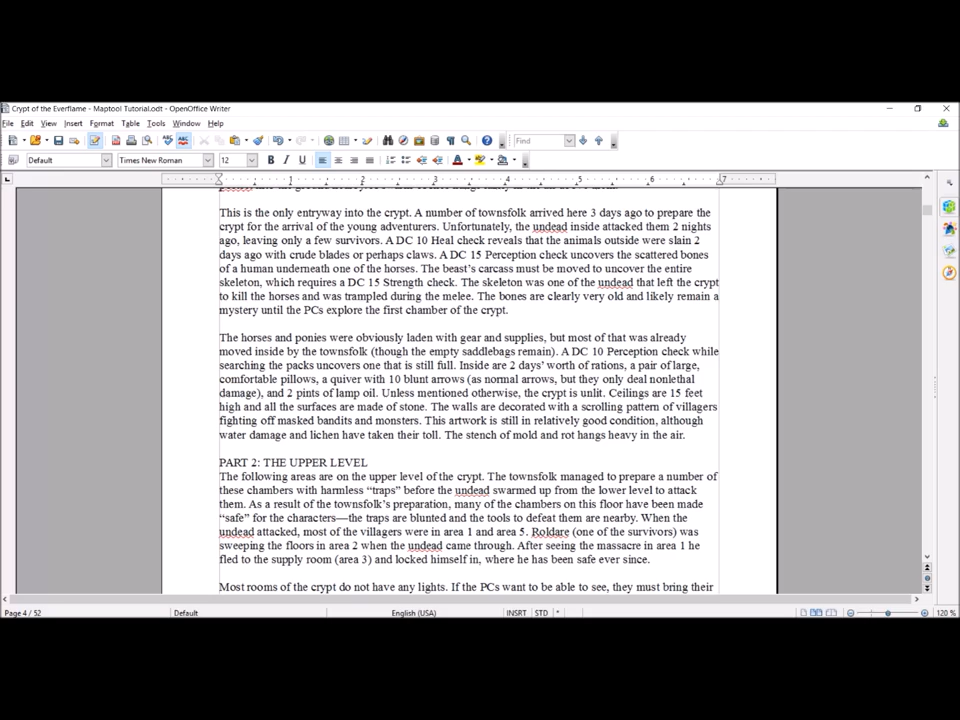 Crypt of the Everflame - Maptool Tutorial.odt - OpenOffice Writer
File Edit View Insert Format Table Tools Window Help
Find
Default Times New Roman 12
1 2 3 4 5 6 7
This is the only entryway into the crypt. A number of townsfolk arrived here 3 days ago to prepare the
crypt for the arrival of the young adventurers. Unfortunately, the undead inside attacked them 2 nights
ago, leaving only a few survivors. A DC 10 Heal check reveals that the animals outside were slain 2
days ago with crude blades or perhaps claws. A DC 15 Perception check uncovers the scattered bones
of a human underneath one of the horses. The beast’s carcass must be moved to uncover the entire
skeleton, which requires a DC 15 Strength check. The skeleton was one of the undead that left the crypt
to kill the horses and was trampled during the melee. The bones are clearly very old and likely remain a
mystery until the PCs explore the first chamber of the crypt.
The horses and ponies were obviously laden with gear and supplies, but most of that was already
moved inside by the townsfolk (though the empty saddlebags remain). A DC 10 Perception check while
searching the packs uncovers one that is still full. Inside are 2 days’ worth of rations, a pair of large,
comfortable pillows, a quiver with 10 blunt arrows (as normal arrows, but they only deal nonlethal
damage), and 2 pints of lamp oil. Unless mentioned otherwise, the crypt is unlit. Ceilings are 15 feet
high and all the surfaces are made of stone. The walls are decorated with a scrolling pattern of villagers
fighting off masked bandits and monsters. This artwork is still in relatively good condition, although
water damage and lichen have taken their toll. The stench of mold and rot hangs heavy in the air.
PART 2: THE UPPER LEVEL
The following areas are on the upper level of the crypt. The townsfolk managed to prepare a number of
these chambers with harmless “traps” before the undead swarmed up from the lower level to attack
them. As a result of the townsfolk’s preparation, many of the chambers on this floor have been made
“safe” for the characters—the traps are blunted and the tools to defeat them are nearby. When the
undead attacked, most of the villagers were in area 1 and area 5. Roldare (one of the survivors) was
sweeping the floors in area 2 when the undead came through. After seeing the massacre in area 1 he
fled to the supply room (area 3) and locked himself in, where he has been safe ever since.
Most rooms of the crypt do not have any lights. If the PCs want to be able to see, they must bring their
Page 4 / 52 Default English (USA) INSRT STD * 120 %